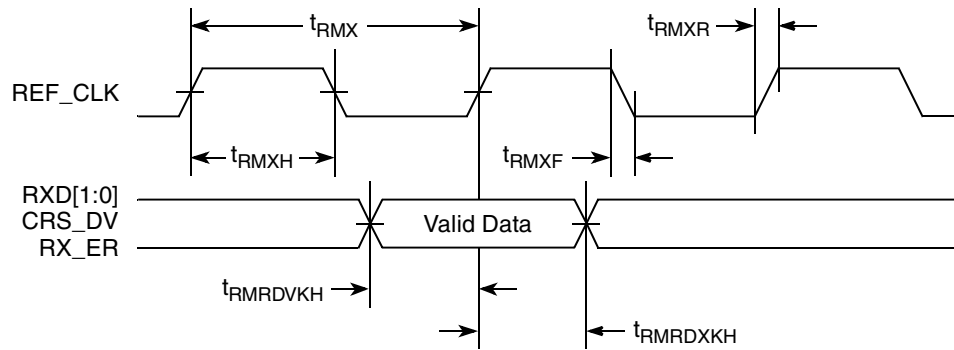 tRMX
tRMXR
REF_CLK
tRMXH
tRMXF
RXD[1:0]
CRS_DV
RX_ER
Valid Data
tRMRDVKH
tRMRDXKH